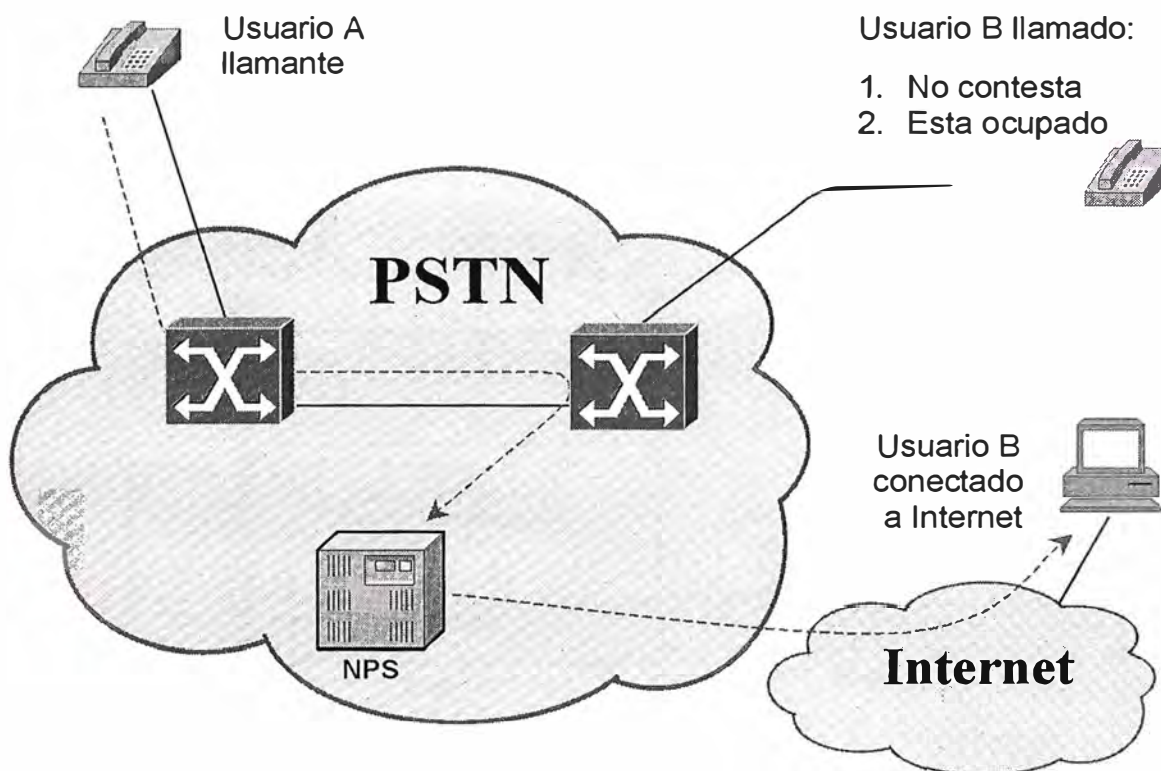 Usuario A
llamante
Usuario B llamado:
1. No contesta
2. Esta ocupado
PSTN
Usuario B
conectado
a Internet
NPS
Internet